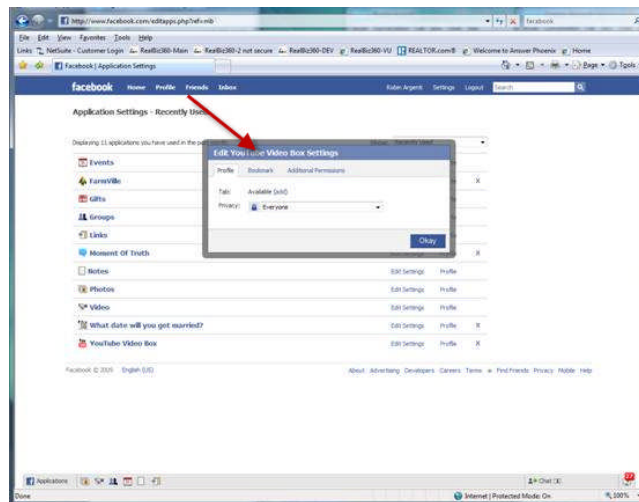 http://www.facebook.com/editapps.php?ref=mb
facebook
File Edit View Favorites Tools Help
Links NetSuite - Customer Login RealBiz360-Main RealBiz360-2 not secure RealBiz360-DEV RealBiz360-VU REALTOR.com® Welcome to Answer Phoenix Home
Facebook | Application Settings
Page Tools
facebook Home Profile Friends Inbox Settings Logout Search
Application Settings - Recently Used
Displaying 11 applications you have used in the past
Edit YouTube Video Box Settings
Profile Bookmark Additional Permissions
Tab: Available (add)
Privacy: Everyone
Okay
Events
FarmVille X
Gifts
Groups
Links
Moment Of Truth X
Notes Edit Settings Profile
Photos Edit Settings Profile
Video Edit Settings Profile
What date will you get married? Edit Settings Profile X
YouTube Video Box Edit Settings Profile X
Facebook © 2009 English (US) About Advertising Developers Careers Terms Find Friends Privacy Mobile Help
Applications Chat
Done Internet | Protected Mode: On 100%